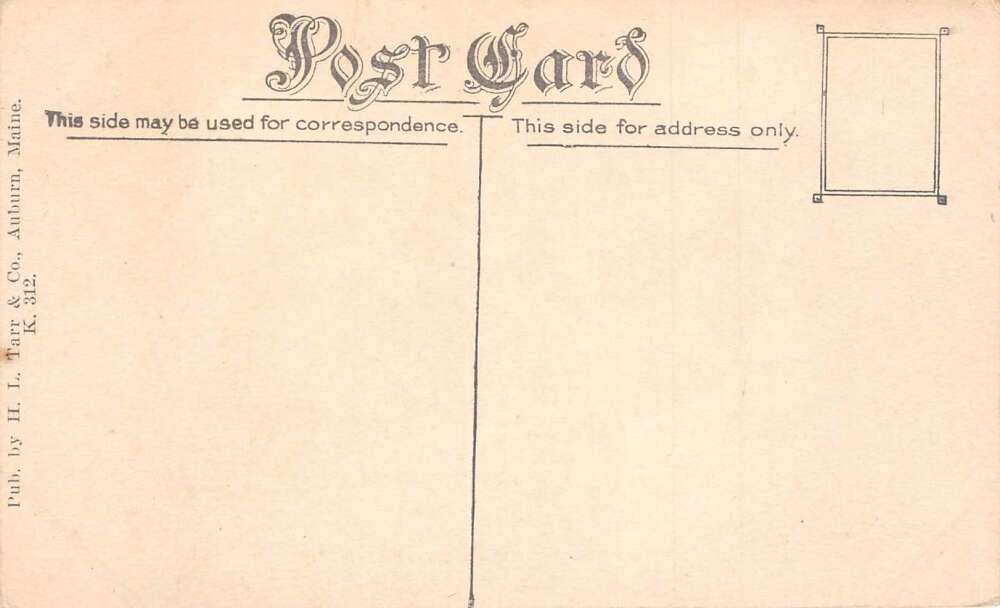 Post Card
This side may be used for correspondence.
This side for address only.
Pub. by H. L. Tarr & Co., Auburn, Maine.
K. 312.